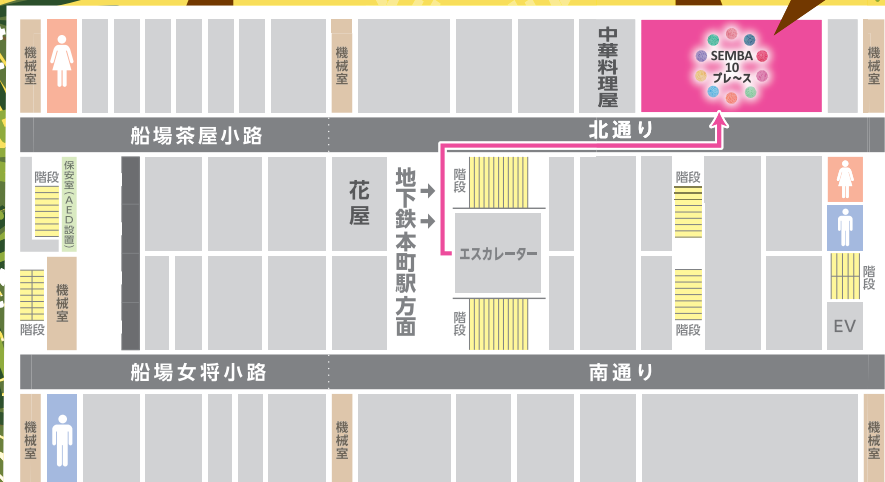 機械室
機械室
中華料理屋
SEMBA
10
プレ〜ス
機械室
船場茶屋小路
北通り
階段
保安室(AED設置)
花屋
地下鉄本町駅方面
階段
エスカレーター
階段
階段
機械室
階段
階段
階段
階段
EV
船場女将小路
南通り
機械室
機械室
機械室